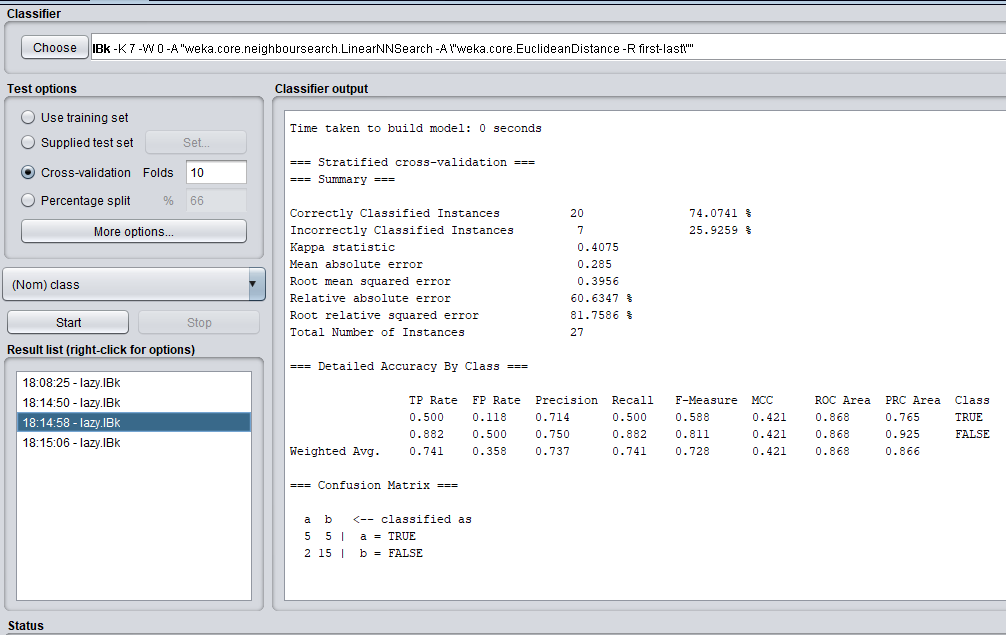 Classifier
Choose IBk -K 7 -W 0 -A "weka.core.neighboursearch.LinearNNSearch -A \"weka.core.EuclideanDistance -R first-last\""
Test options
Use training set
Supplied test set Set...
Cross-validation Folds 10
Percentage split % 66
More options...
(Nom) class
Start Stop
Result list (right-click for options)
18:08:25 - lazy.IBk
18:14:50 - lazy.IBk
18:14:58 - lazy.IBk
18:15:06 - lazy.IBk
Classifier output
Time taken to build model: 0 seconds
=== Stratified cross-validation ===
=== Summary ===
Correctly Classified Instances 20 74.0741 %
Incorrectly Classified Instances 7 25.9259 %
Kappa statistic 0.4075
Mean absolute error 0.285
Root mean squared error 0.3956
Relative absolute error 60.6347 %
Root relative squared error 81.7586 %
Total Number of Instances 27
=== Detailed Accuracy By Class ===
TP Rate FP Rate Precision Recall F-Measure MCC ROC Area PRC Area Class
0.500 0.118 0.714 0.500 0.588 0.421 0.868 0.765 TRUE
0.882 0.500 0.750 0.882 0.811 0.421 0.868 0.925 FALSE
Weighted Avg. 0.741 0.358 0.737 0.741 0.728 0.421 0.868 0.866
=== Confusion Matrix ===
a b <-- classified as
5 5 | a = TRUE
2 15 | b = FALSE
Status